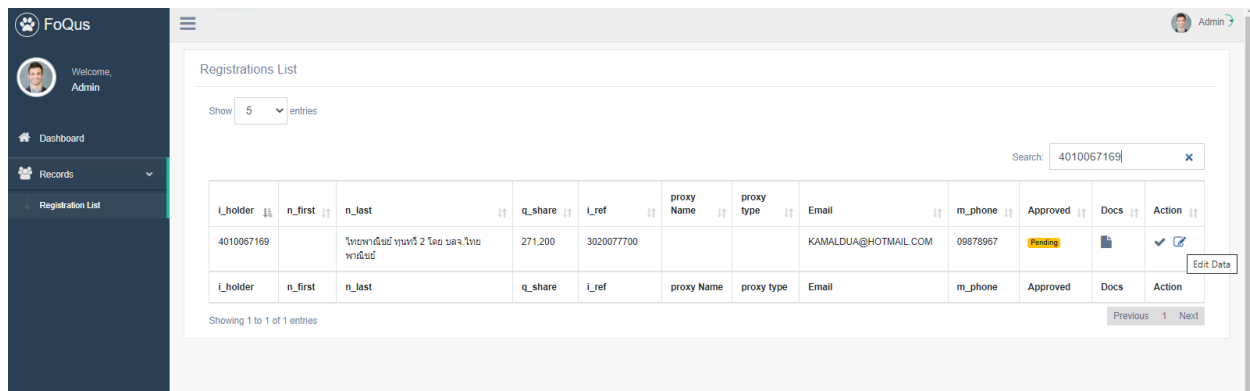 FoQus
Admin
Welcome,
Admin
Dashboard
Records
Registration List
Registrations List
Show 5 entries
Search: 4010067169
i_holder n_first n_last q_share i_ref proxy Name proxy type Email m_phone Approved Docs Action
4010067169 ไทยพาณิชย์ ทุนทวี 2 โดย บลจ.ไทย 271,200 3020077700 KAMALDUA@HOTMAIL.COM 09878967 Pending
พาณิชย์
Edit Data
i_holder n_first n_last q_share i_ref proxy Name proxy type Email m_phone Approved Docs Action
Showing 1 to 1 of 1 entries
Previous 1 Next